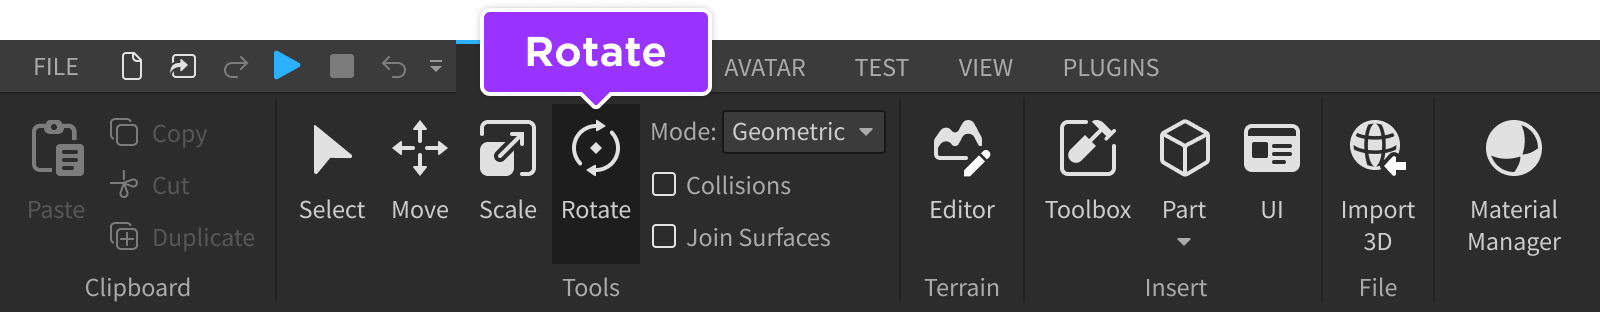 Rotate
FILE
AVATAR
TEST
VIEW
PLUGINS
Paste
Copy
Cut
Duplicate
Clipboard
Select
Move
Scale
Rotate
Mode: Geometric
Collisions
Join Surfaces
Tools
Editor
Terrain
Toolbox
Part
UI
Insert
Import
3D
File
Material
Manager